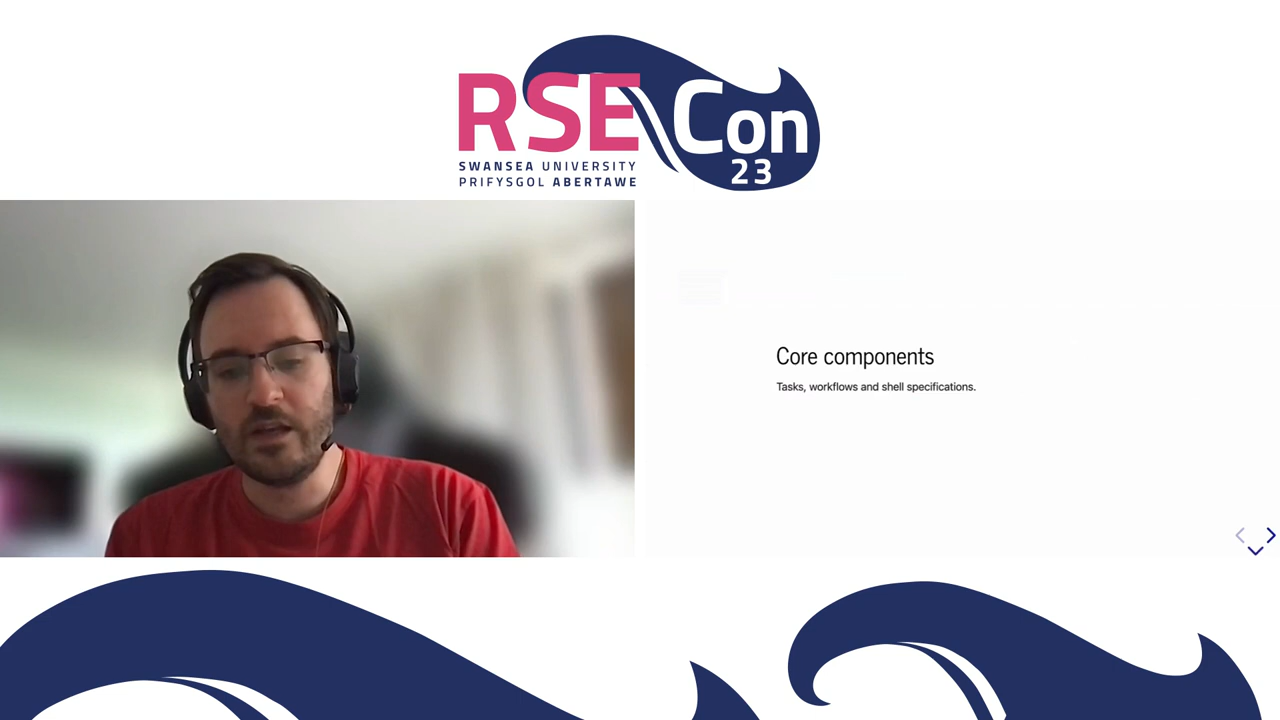 RSE Con
23
SWANSEA UNIVERSITY
PRIFYSGOL ABERTAWE
Core components
Tasks, workflows and shell specifications.